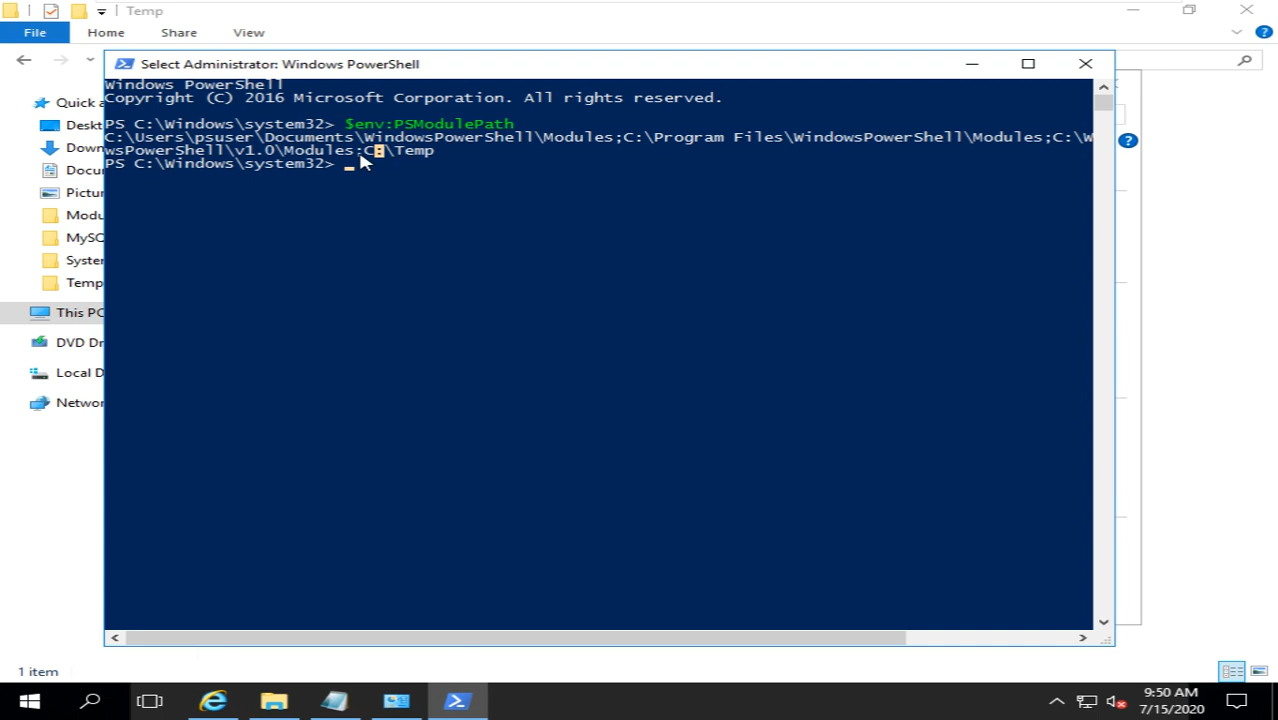 Temp
File Home Share View
Select Administrator: Windows PowerShell
Windows PowerShell
Copyright (C) 2016 Microsoft Corporation. All rights reserved.
PS C:\Windows\system32> $env:PSModulePath
C:\Users\psuser\Documents\WindowsPowerShell\Modules;C:\Program Files\WindowsPowerShell\Modules;C:\W
wsPowerShell\v1.0\Modules;C:\Temp
PS C:\Windows\system32>
Quick a
Deskt
Down
Docu
Pictu
Modu
MySC
Syste
Temp
This PC
DVD Dr
Local D
Networ
1 item
9:50 AM
7/15/2020